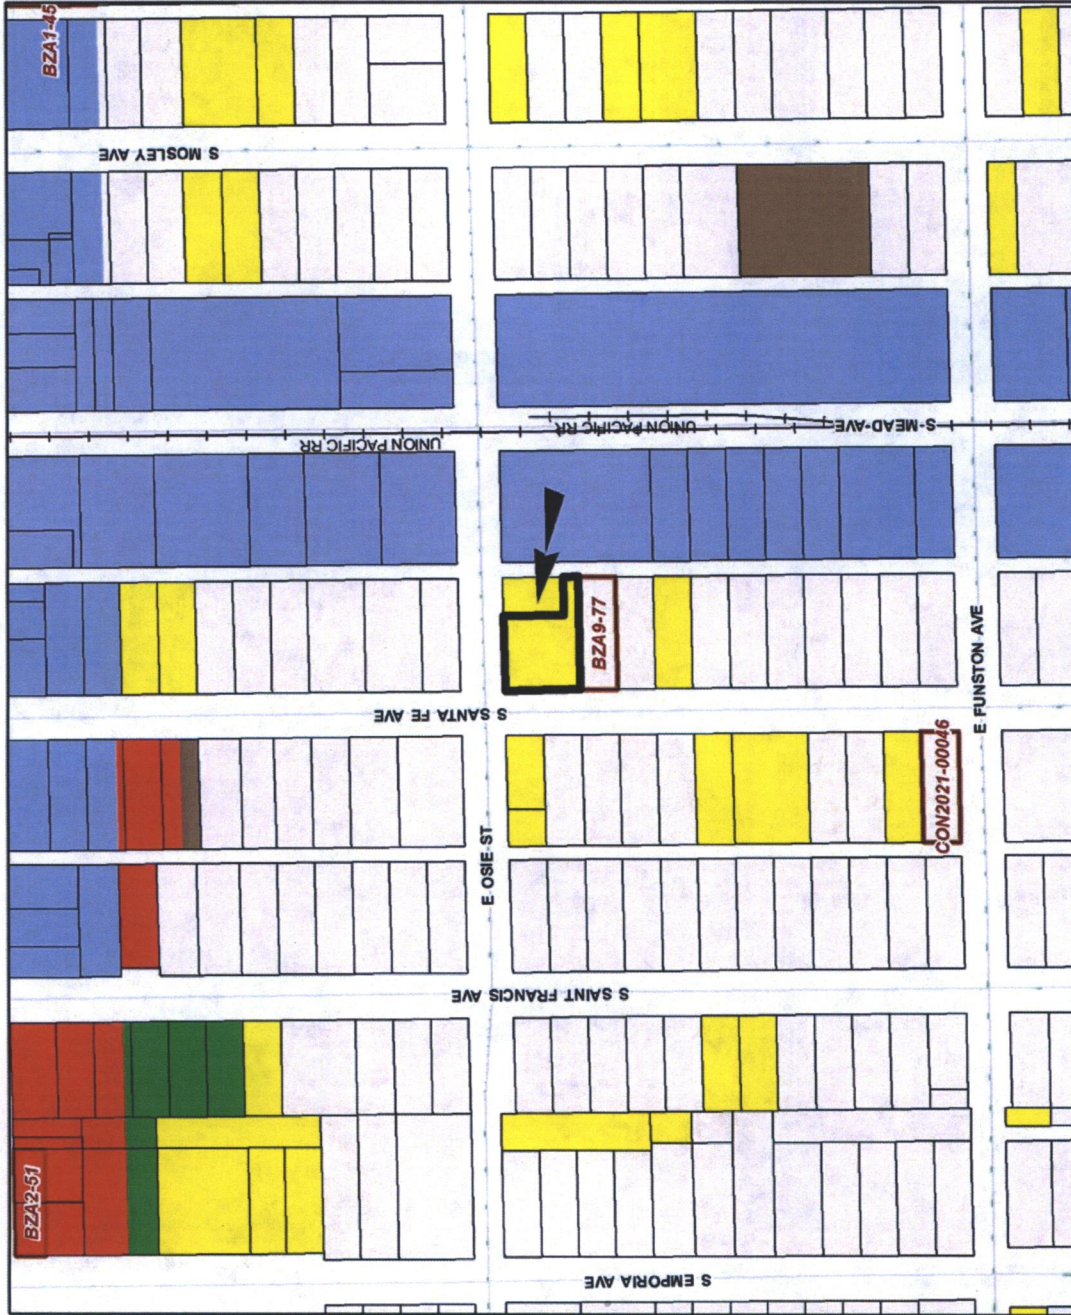 BZA1-45
S MOSLEY AVE
UNION PACIFIC RR
UNION PACIFIC RR
S-MEAD-AVE
BZA9-77
S SANTA FE AVE
E FUNSTON AVE
E OSIE ST
CON2021-00046
S SAINT FRANCIS AVE
BZA2-51
S EMPORIA AVE